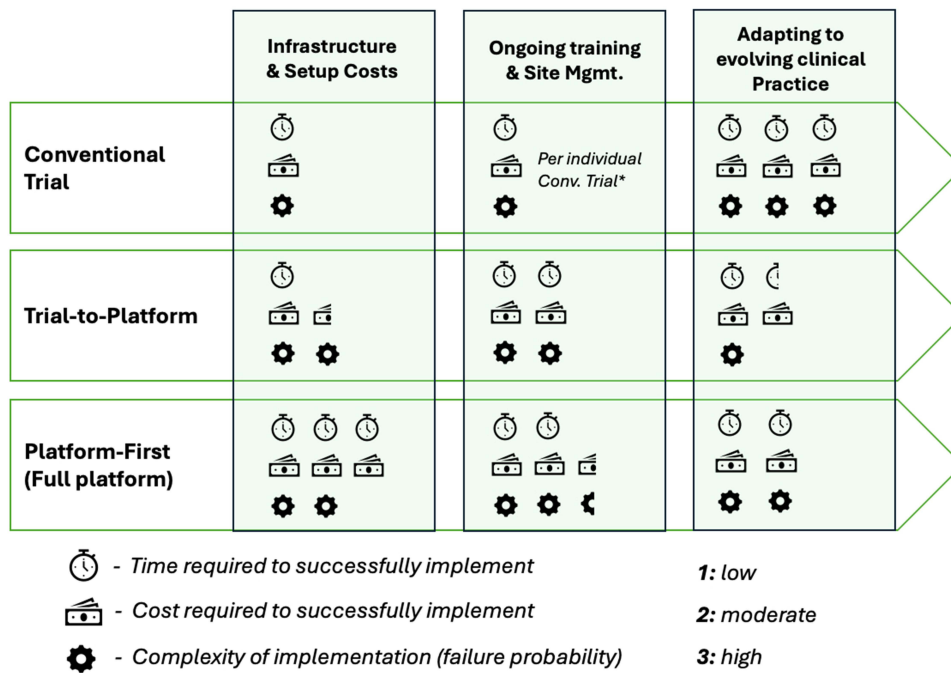 Infrastructure
& Setup Costs
Ongoing training
& Site Mgmt.
Adapting to
evolving clinical
Practice
Conventional
Trial
Per individual
Conv. Trial*
Trial-to-Platform
Platform-First
(Full platform)
- Time required to successfully implement
- Cost required to successfully implement
- Complexity of implementation (failure probability)
1: low
2: moderate
3: high